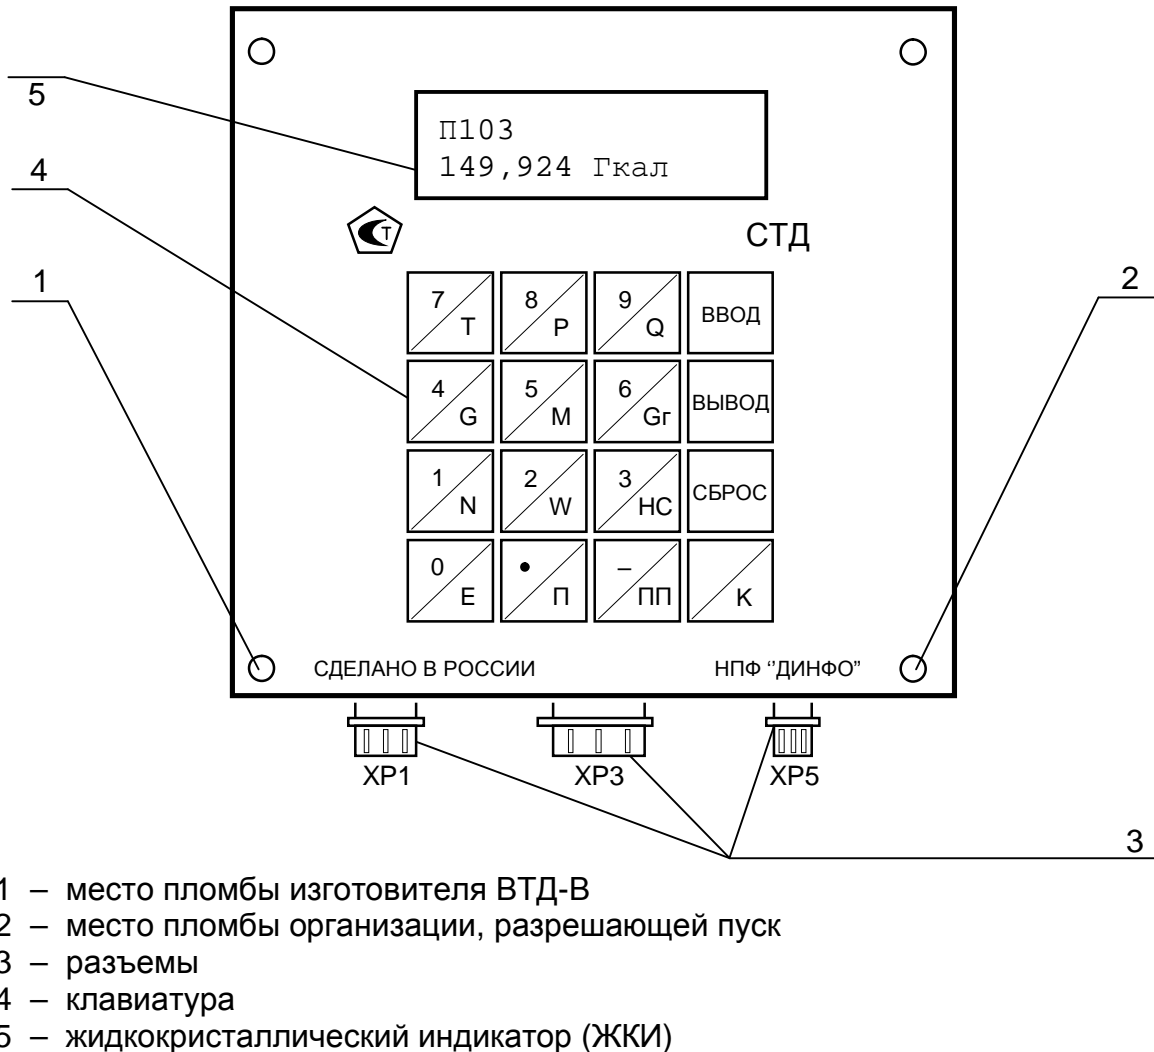 5
П103
149,924 Гкал
4
Т
СТД
1
2
7 T 8 P 9 Q ВВОД
4 G 5 M 6 Gг ВЫВОД
1 N 2 W 3 НС СБРОС
0 E • П – ПП К
СДЕЛАНО В РОССИИ НПФ ‘’ДИНФО”
XP1 XP3 XP5
3
1 – место пломбы изготовителя ВТД-В
2 – место пломбы организации, разрешающей пуск
3 – разъемы
4 – клавиатура
5 – жидкокристаллический индикатор (ЖКИ)